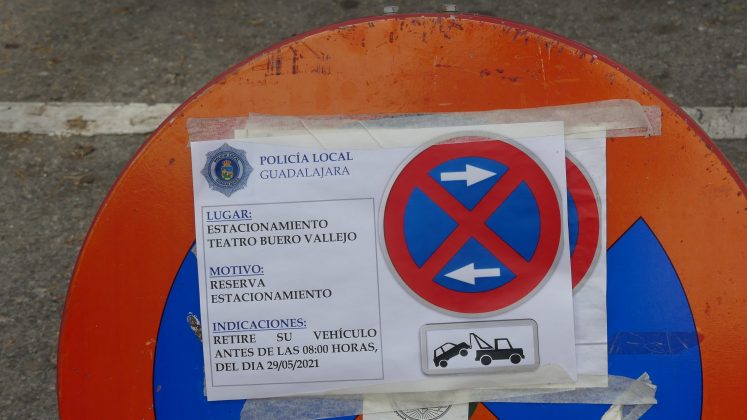 POLICÍA LOCAL
GUADALAJARA
LUGAR:
ESTACIONAMIENTO
TEATRO BUERO VALLEJO
MOTIVO:
RESERVA
ESTACIONAMIENTO
INDICACIONES:
RETIRE SU VEHÍCULO
ANTES DE LAS 08:00 HORAS,
DEL DIA 29/05/2021